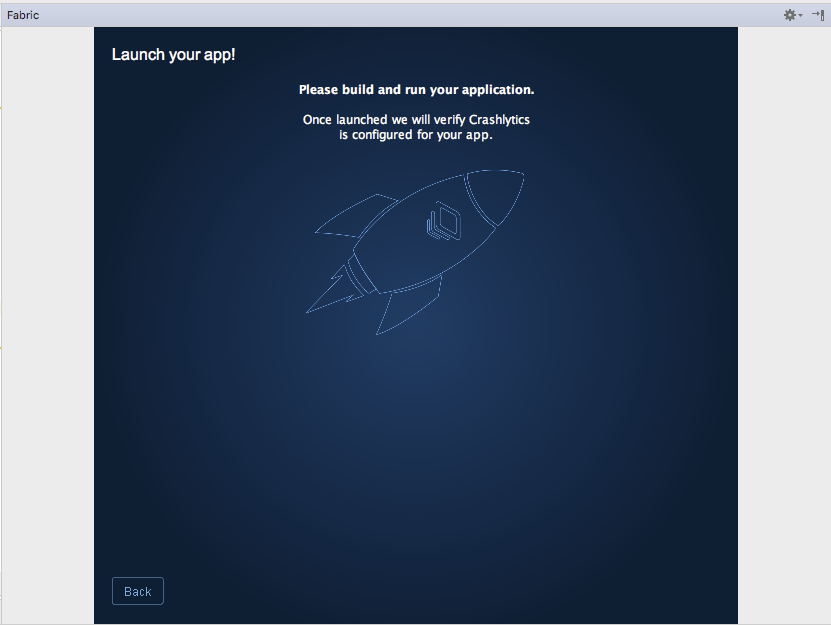 Fabric
Launch your app!
Please build and run your application.
Once launched we will verify Crashlytics
is configured for your app.
Back